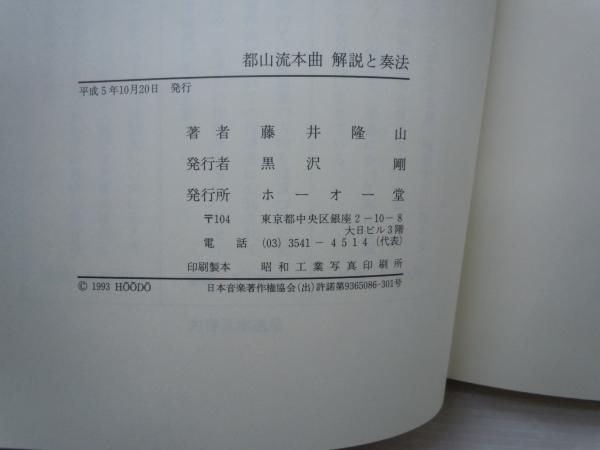 都山流本曲 解説と奏法
平成5年10月20日 発行
著者 藤井隆山
発行者 黒沢 剛
発行所 ホーオー堂
〒104 東京都中央区銀座2-10-8
大日ビル3階
電話 (03) 3541-4514 (代表)
印刷製本 昭和工業写真印刷所
© 1993 HŌŌDŌ 日本音楽著作権協会(出)許諾第9365086-301号